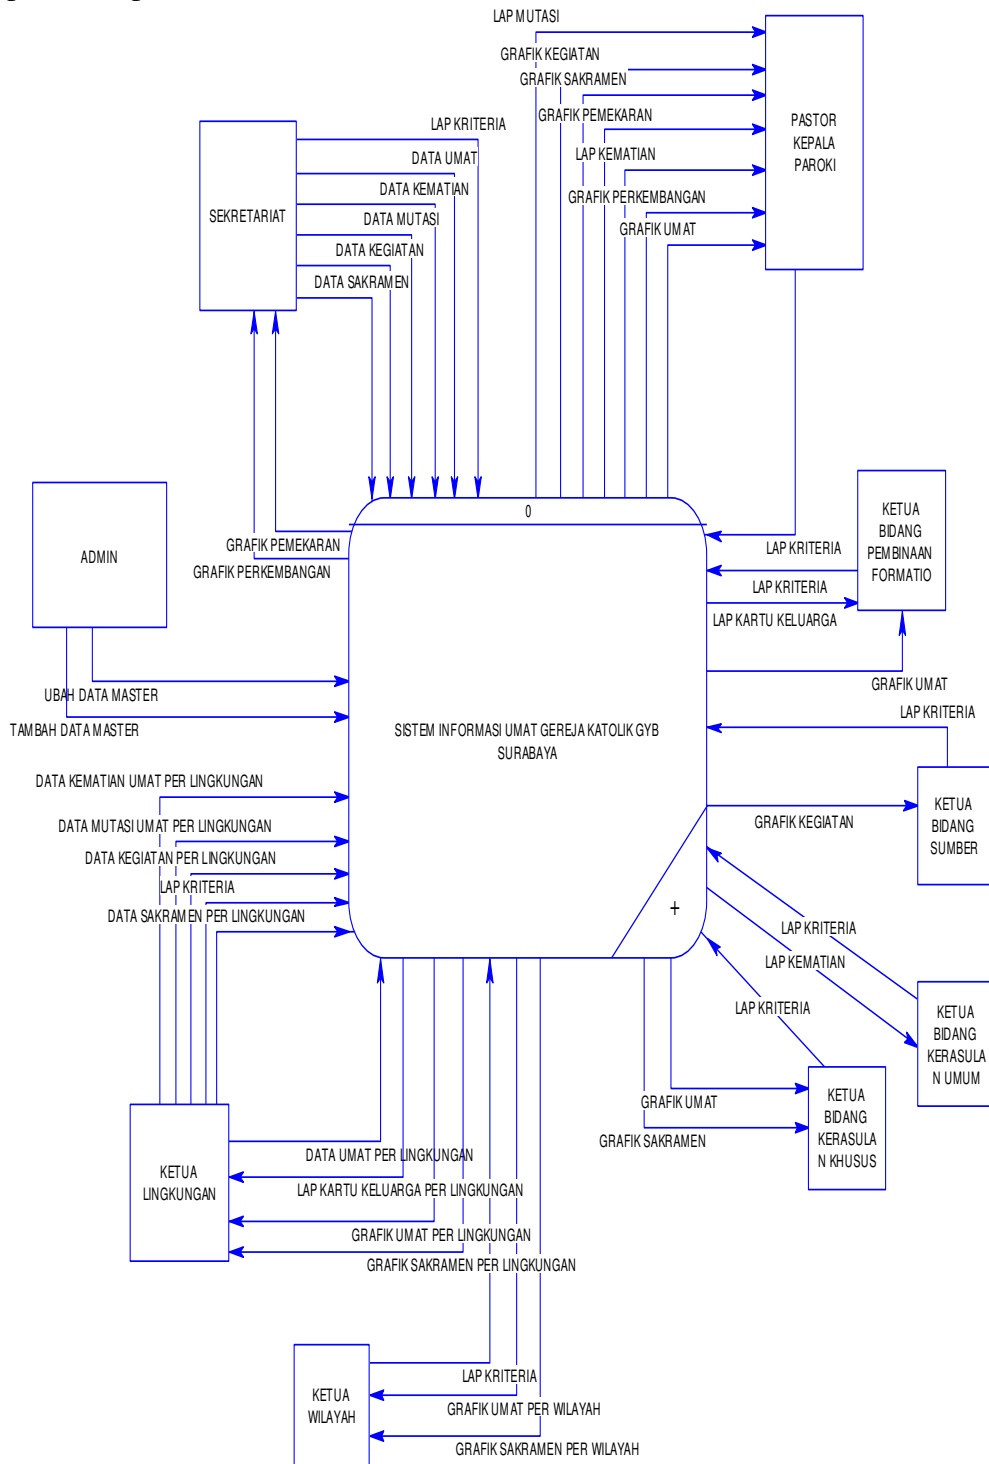 LAP MUTASI
GRAFIK KEGIATAN
GRAFIK SAKRAMEN
GRAFIK PEMEKARAN
LAP KEMATIAN
GRAFIK PERKEMBANGAN
GRAFIK UMAT
PASTOR
KEPALA
PAROKI
LAP KRITERIA
DATA UMAT
DATA KEMATIAN
DATA MUTASI
DATA KEGIATAN
DATA SAKRAMEN
SEKRETARIAT
GRAFIK PEMEKARAN
GRAFIK PERKEMBANGAN
ADMIN
UBAH DATA MASTER
TAMBAH DATA MASTER
0
SISTEM INFORMASI UMAT GEREJA KATOLIK GYB
SURABAYA
+
LAP KRITERIA
LAP KRITERIA
LAP KARTU KELUARGA
KETUA
BIDANG
PEMBINAAN
FORMATIO
GRAFIK UMAT
LAP KRITERIA
GRAFIK KEGIATAN
KETUA
BIDANG
SUMBER
LAP KRITERIA
LAP KEMATIAN
KETUA
BIDANG
KERASULA
N UMUM
LAP KRITERIA
GRAFIK UMAT
GRAFIK SAKRAMEN
KETUA
BIDANG
KERASULA
N KHUSUS
DATA KEMATIAN UMAT PER LINGKUNGAN
DATA MUTASI UMAT PER LINGKUNGAN
DATA KEGIATAN PER LINGKUNGAN
LAP KRITERIA
DATA SAKRAMEN PER LINGKUNGAN
KETUA
LINGKUNGAN
DATA UMAT PER LINGKUNGAN
LAP KARTU KELUARGA PER LINGKUNGAN
GRAFIK UMAT PER LINGKUNGAN
GRAFIK SAKRAMEN PER LINGKUNGAN
KETUA
WILAYAH
LAP KRITERIA
GRAFIK UMAT PER WILAYAH
GRAFIK SAKRAMEN PER WILAYAH